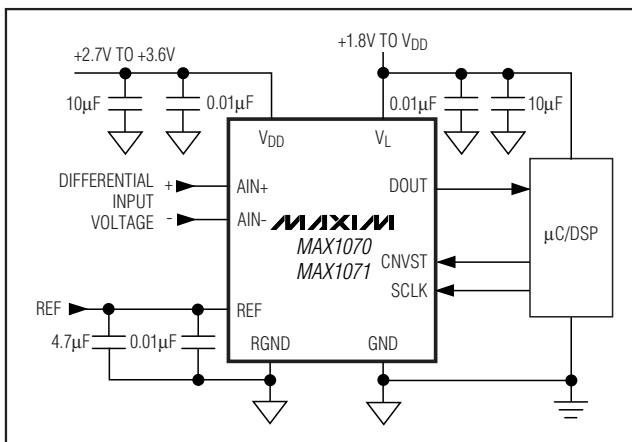 +2.7V TO +3.6V
+1.8V TO VDD
10μF
0.01μF
0.01μF
10μF
VDD
VL
DIFFERENTIAL
INPUT
VOLTAGE
+
AIN+
-
AIN-
DOUT
MAXIM
MAX1070
MAX1071
μC/DSP
CNVST
SCLK
REF
REF
4.7μF
0.01μF
RGND
GND